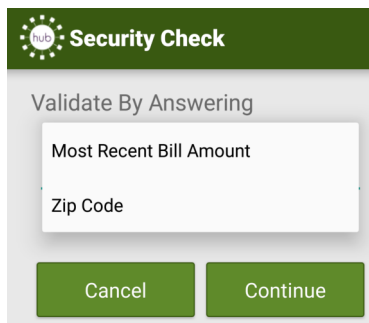 hub Security Check
Validate By Answering
Most Recent Bill Amount
Zip Code
Cancel Continue